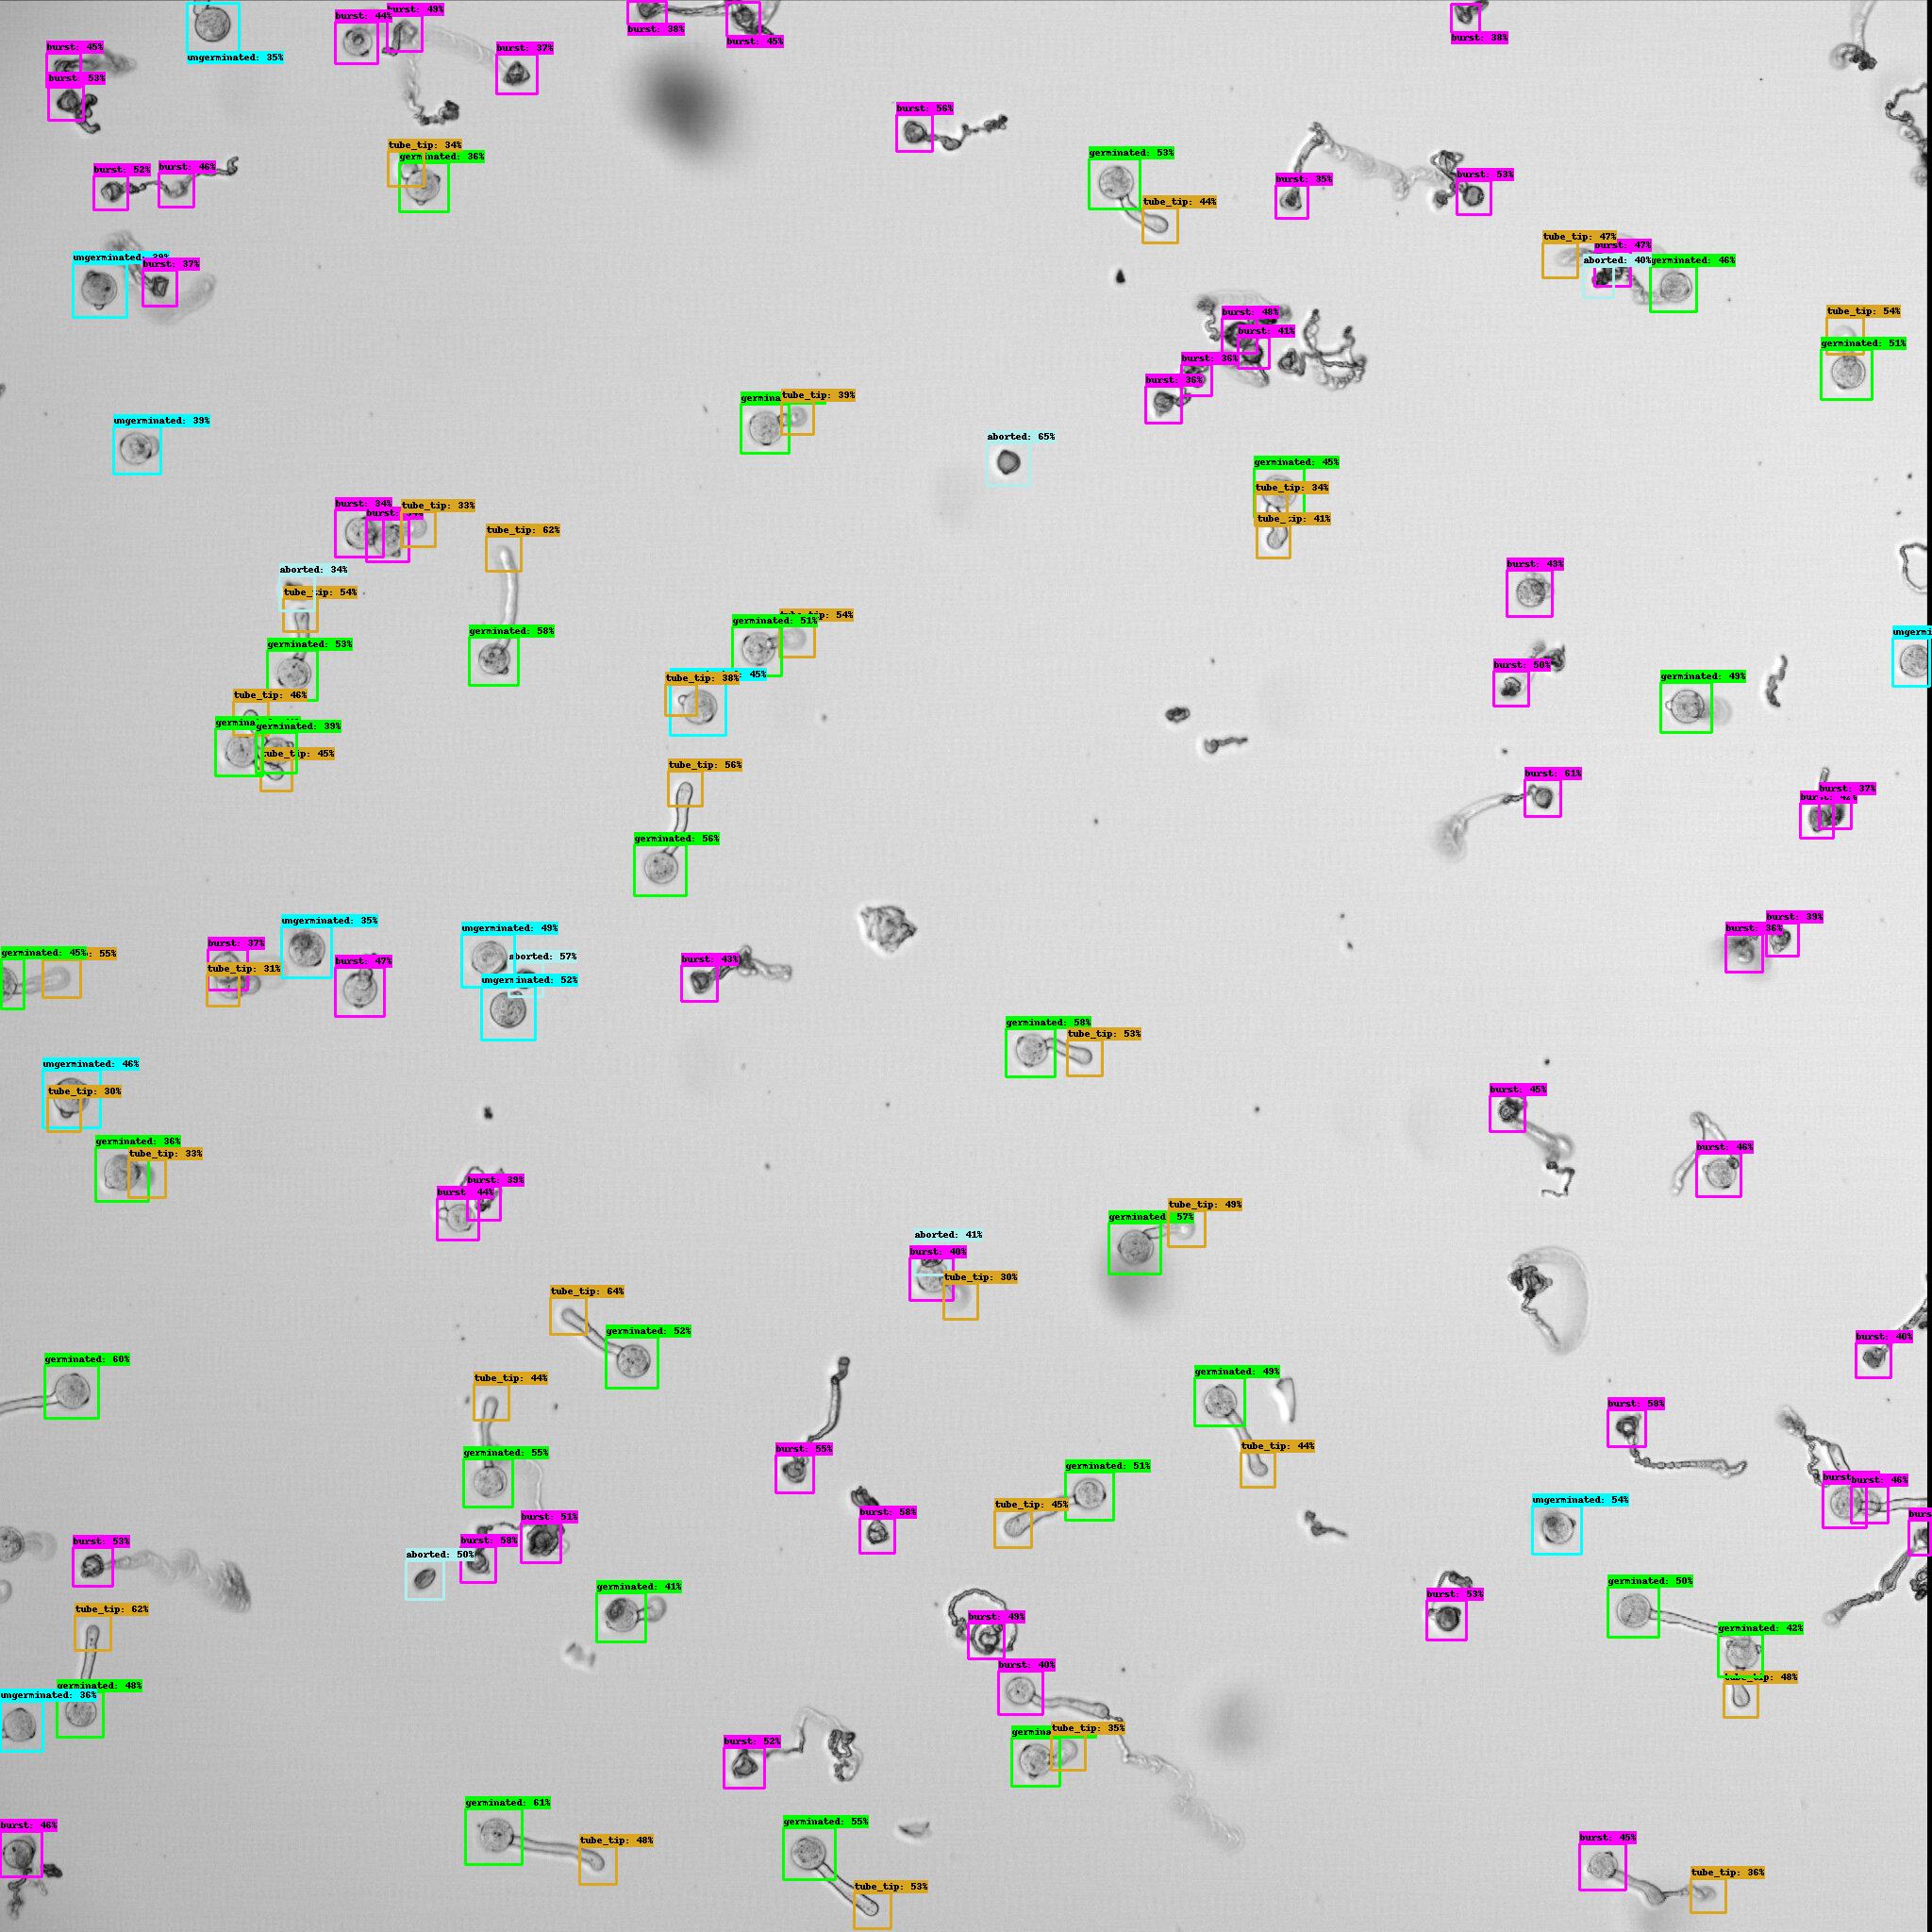 burst: 45%
burst: 53%
ungerminated: 35%
burst: 44%
burst: 49%
burst: 37%
burst: 38%
burst: 45%
burst: 38%
burst: 56%
tube_tip: 34%
germinated: 36%
burst: 52%
burst: 46%
germinated: 53%
tube_tip: 44%
burst: 35%
burst: 53%
burst: 37%
tube_tip: 47%
burst: 47%
aborted: 40%
germinated: 46%
tube_tip: 54%
germinated: 51%
burst: 48%
burst: 41%
burst: 36%
burst: 36%
tube_tip: 39%
ungerminated: 39%
aborted: 65%
germinated: 45%
tube_tip: 34%
tube_tip: 41%
burst: 34%
tube_tip: 33%
tube_tip: 62%
aborted: 34%
tube_tip: 54%
germinated: 53%
germinated: 58%
burst: 43%
54%
germinated: 51%
45%
tube_tip: 38%
burst: 50%
germinated: 49%
tube_tip: 46%
germinated: 39%
tube_tip: 45%
tube_tip: 56%
germinated: 56%
burst: 61%
burst: 37%
germinated: 45%
55%
burst: 37%
tube_tip: 31%
ungerminated: 35%
burst: 47%
ungerminated: 49%
aborted: 57%
ungerminated: 52%
burst: 43%
burst: 39%
burst: 36%
germinated: 58%
tube_tip: 53%
ungerminated: 46%
tube_tip: 30%
germinated: 36%
tube_tip: 33%
burst: 45%
burst: 46%
burst: 39%
burst: 44%
tube_tip: 49%
germinated: 57%
aborted: 41%
burst: 40%
tube_tip: 30%
tube_tip: 64%
germinated: 52%
burst: 40%
germinated: 60%
tube_tip: 44%
germinated: 49%
burst: 58%
germinated: 55%
burst: 55%
tube_tip: 44%
germinated: 51%
burst: 46%
tube_tip: 45%
ungerminated: 54%
burst: 58%
burst: 51%
burst: 53%
burst: 58%
aborted: 50%
germinated: 41%
tube_tip: 62%
burst: 49%
burst: 53%
germinated: 50%
germinated: 42%
burst: 40%
tube_tip: 48%
germinated: 48%
ungerminated: 36%
tube_tip: 35%
burst: 52%
germinated: 61%
tube_tip: 48%
germinated: 55%
tube_tip: 53%
burst: 46%
burst: 45%
tube_tip: 36%